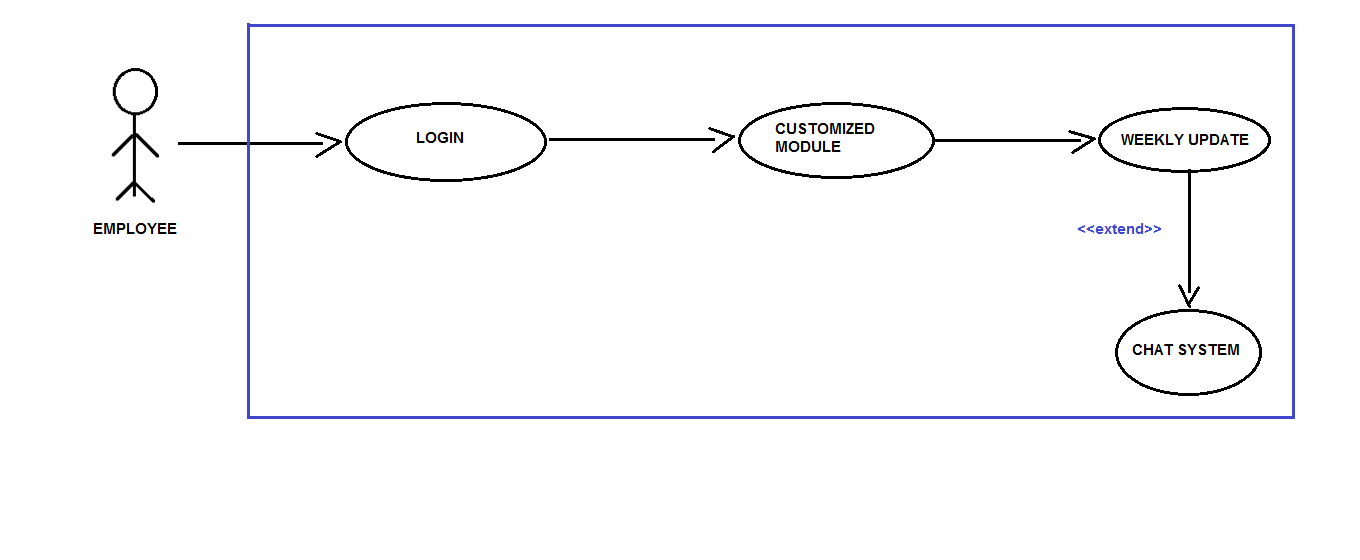 LOGIN
CUSTOMIZED
MODULE
WEEKLY UPDATE
EMPLOYEE
<<extend>>
CHAT SYSTEM